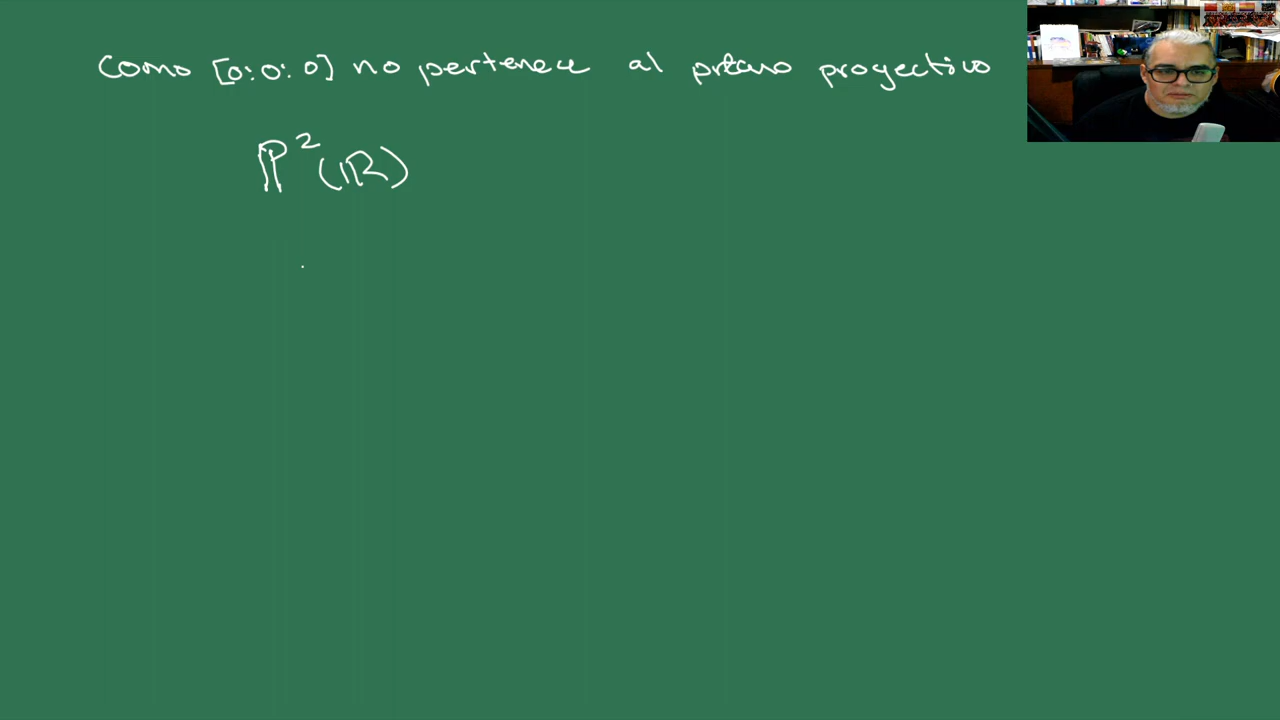 Como [0:0:0] no pertenece al plano proyectivo
ℙ²(ℝ)